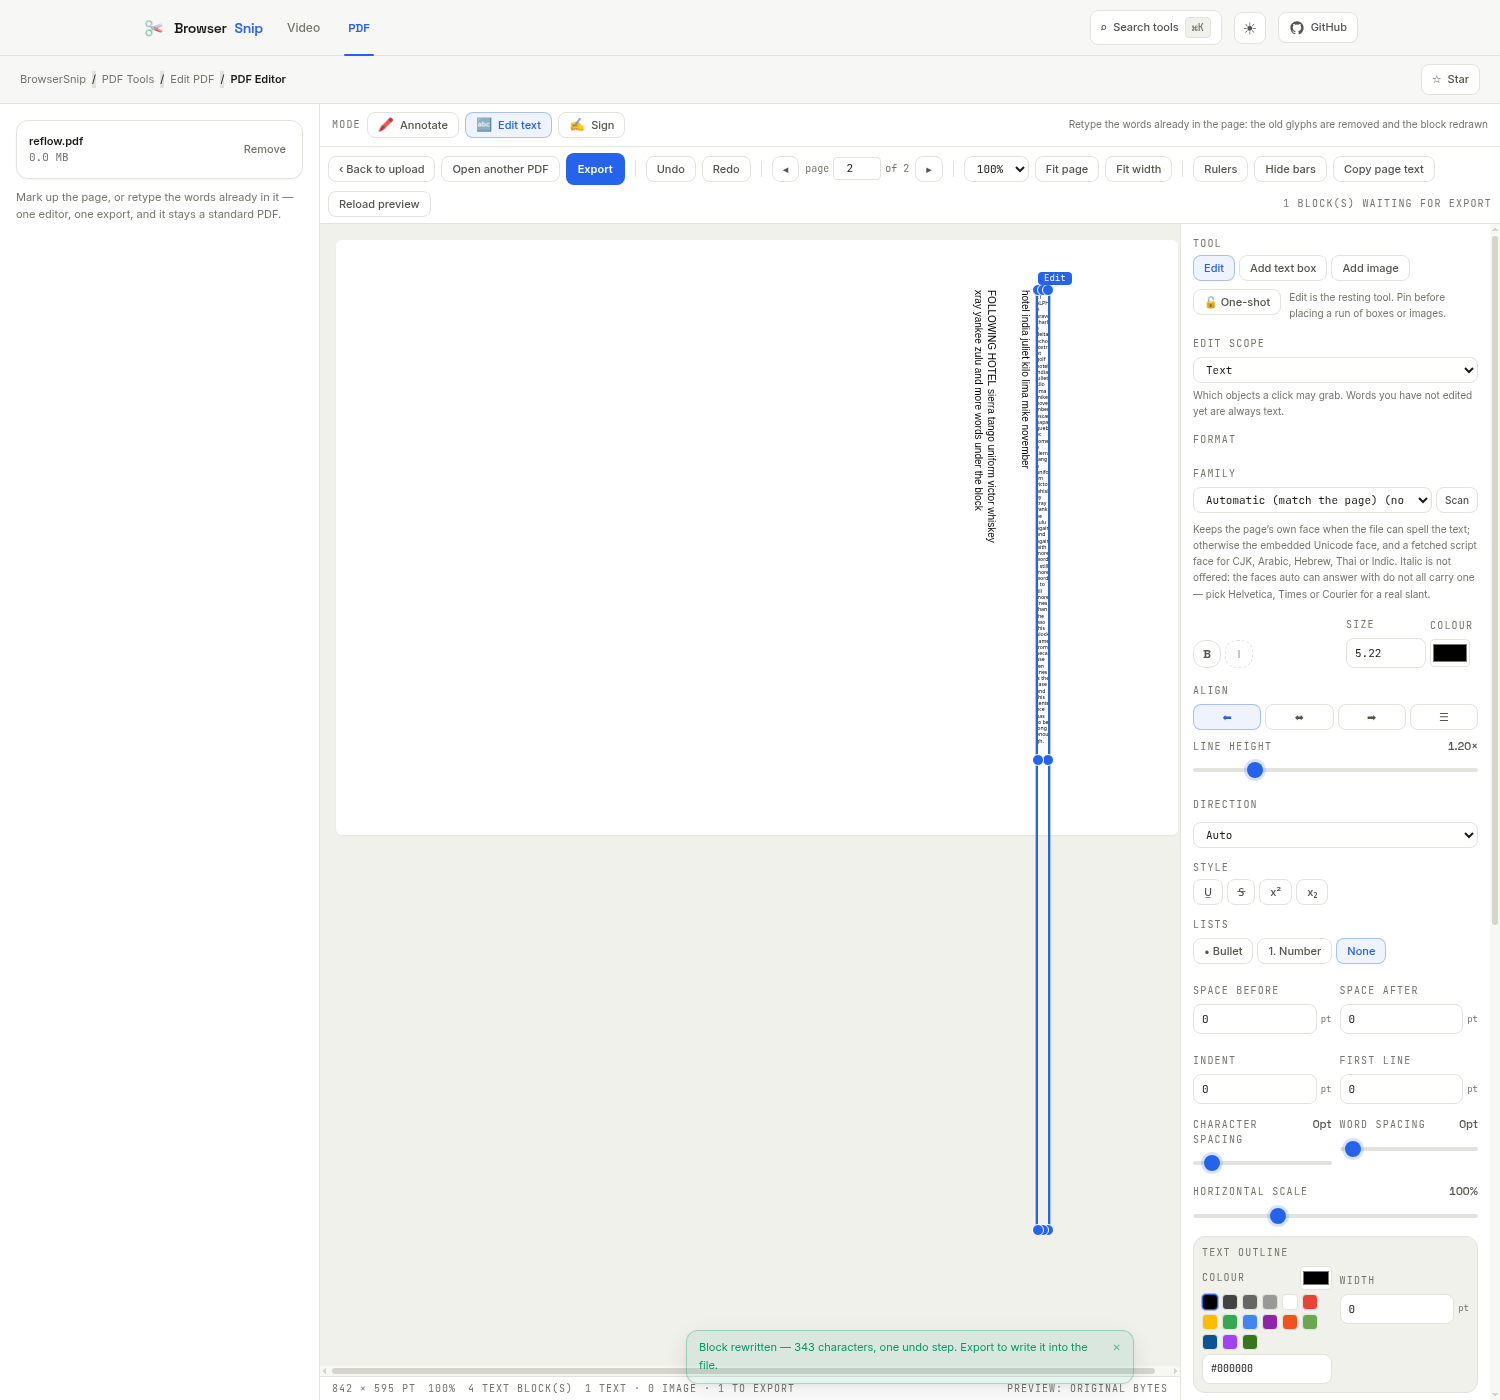 Browser Snip Video PDF
Search tools ⌘K
GitHub
BrowserSnip / PDF Tools / Edit PDF / PDF Editor
☆ Star
reflow.pdf
0.0 MB
Remove
Mark up the page, or retype the words already in it —
one editor, one export, and it stays a standard PDF.
MODE Annotate Edit text Sign
Retype the words already in the page: the old glyphs are removed and the block redrawn
‹ Back to upload Open another PDF Export Undo Redo ◂ page 2 of 2 ▸ 100% Fit page Fit width Rulers Hide bars Copy page text
Reload preview
1 BLOCK(S) WAITING FOR EXPORT
Edit
hotel india juliet kilo lima mike november
FOLLOWING HOTEL sierra tango uniform victor whiskey
xray yankee zulu and more words under the block
TOOL
Edit Add text box Add image
One-shot
Edit is the resting tool. Pin before
placing a run of boxes or images.
EDIT SCOPE
Text
Which objects a click may grab. Words you have not edited
yet are always text.
FORMAT
FAMILY
Automatic (match the page) (no
Scan
Keeps the page's own face when the file can spell the text;
otherwise the embedded Unicode face, and a fetched script
face for CJK, Arabic, Hebrew, Thai or Indic. Italic is not
offered: the faces auto can answer with do not all carry one
— pick Helvetica, Times or Courier for a real slant.
SIZE COLOUR
B I 5.22
ALIGN
LINE HEIGHT 1.20×
DIRECTION
Auto
STYLE
U S x² x₂
LISTS
• Bullet 1. Number None
SPACE BEFORE SPACE AFTER
0 pt 0 pt
INDENT FIRST LINE
0 pt 0 pt
CHARACTER SPACING 0pt WORD SPACING 0pt
HORIZONTAL SCALE 100%
TEXT OUTLINE
COLOUR WIDTH
0 pt
#000000
Block rewritten — 343 characters, one undo step. Export to write it into the
file.
×
842 × 595 PT 100% 4 TEXT BLOCK(S) 1 TEXT · 0 IMAGE · 1 TO EXPORT
PREVIEW: ORIGINAL BYTES